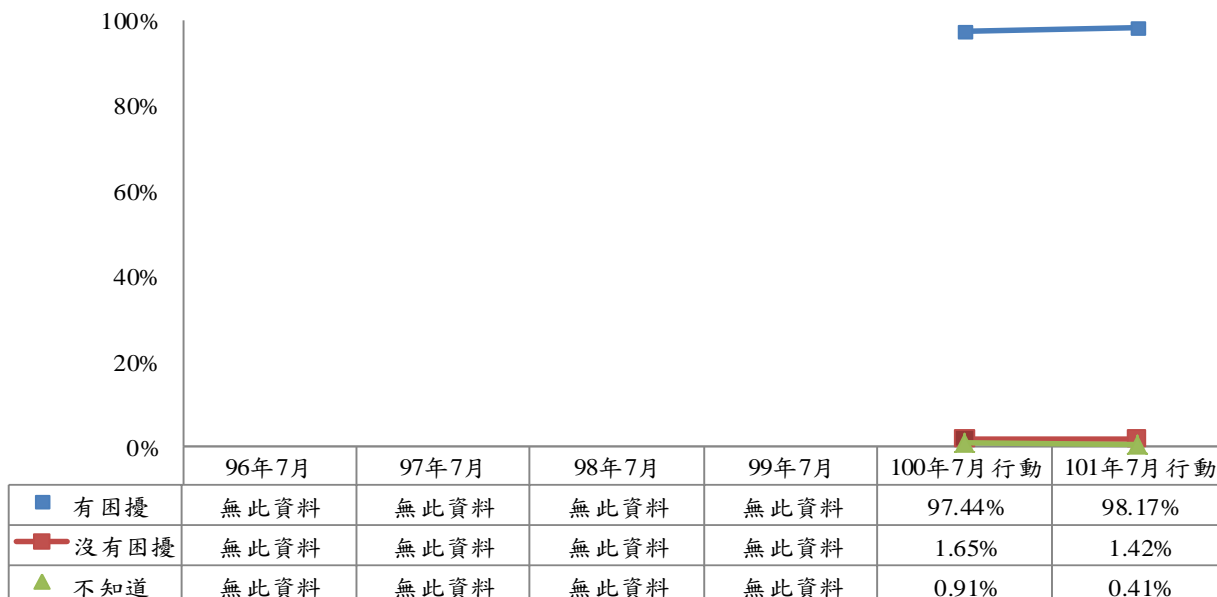 100%
80%
60%
40%
20%
0%
96年7月 97年7月 98年7月 99年7月 100年7月行動 101年7月行動
有困擾 無此資料 無此資料 無此資料 無此資料 97.44% 98.17%
沒有困擾 無此資料 無此資料 無此資料 無此資料 1.65% 1.42%
不知道 無此資料 無此資料 無此資料 無此資料 0.91% 0.41%